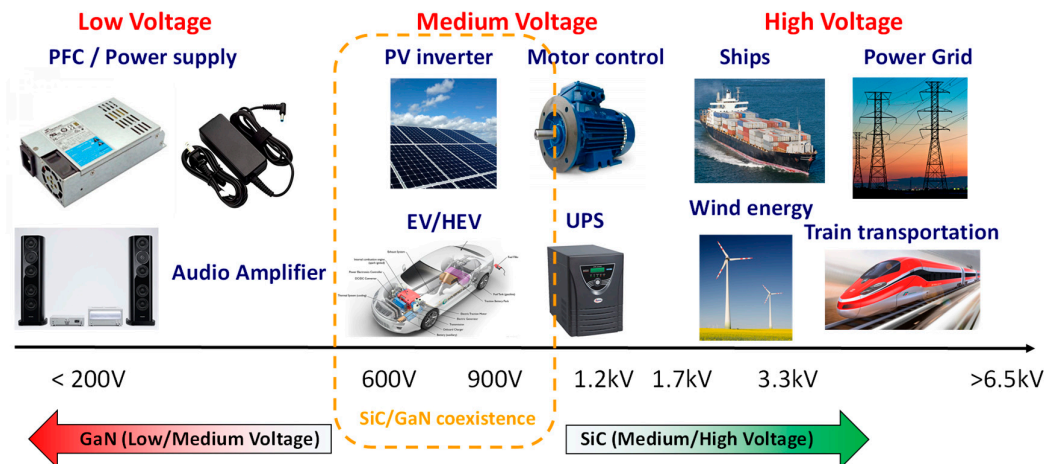 Low Voltage
Medium Voltage
High Voltage
PFC / Power supply
PV inverter
Motor control
Ships
Power Grid
EV/HEV
UPS
Wind energy
Train transportation
Audio Amplifier
< 200V
600V
900V
1.2kV
1.7kV
3.3kV
>6.5kV
SiC/GaN coexistence
GaN (Low/Medium Voltage)
SiC (Medium/High Voltage)